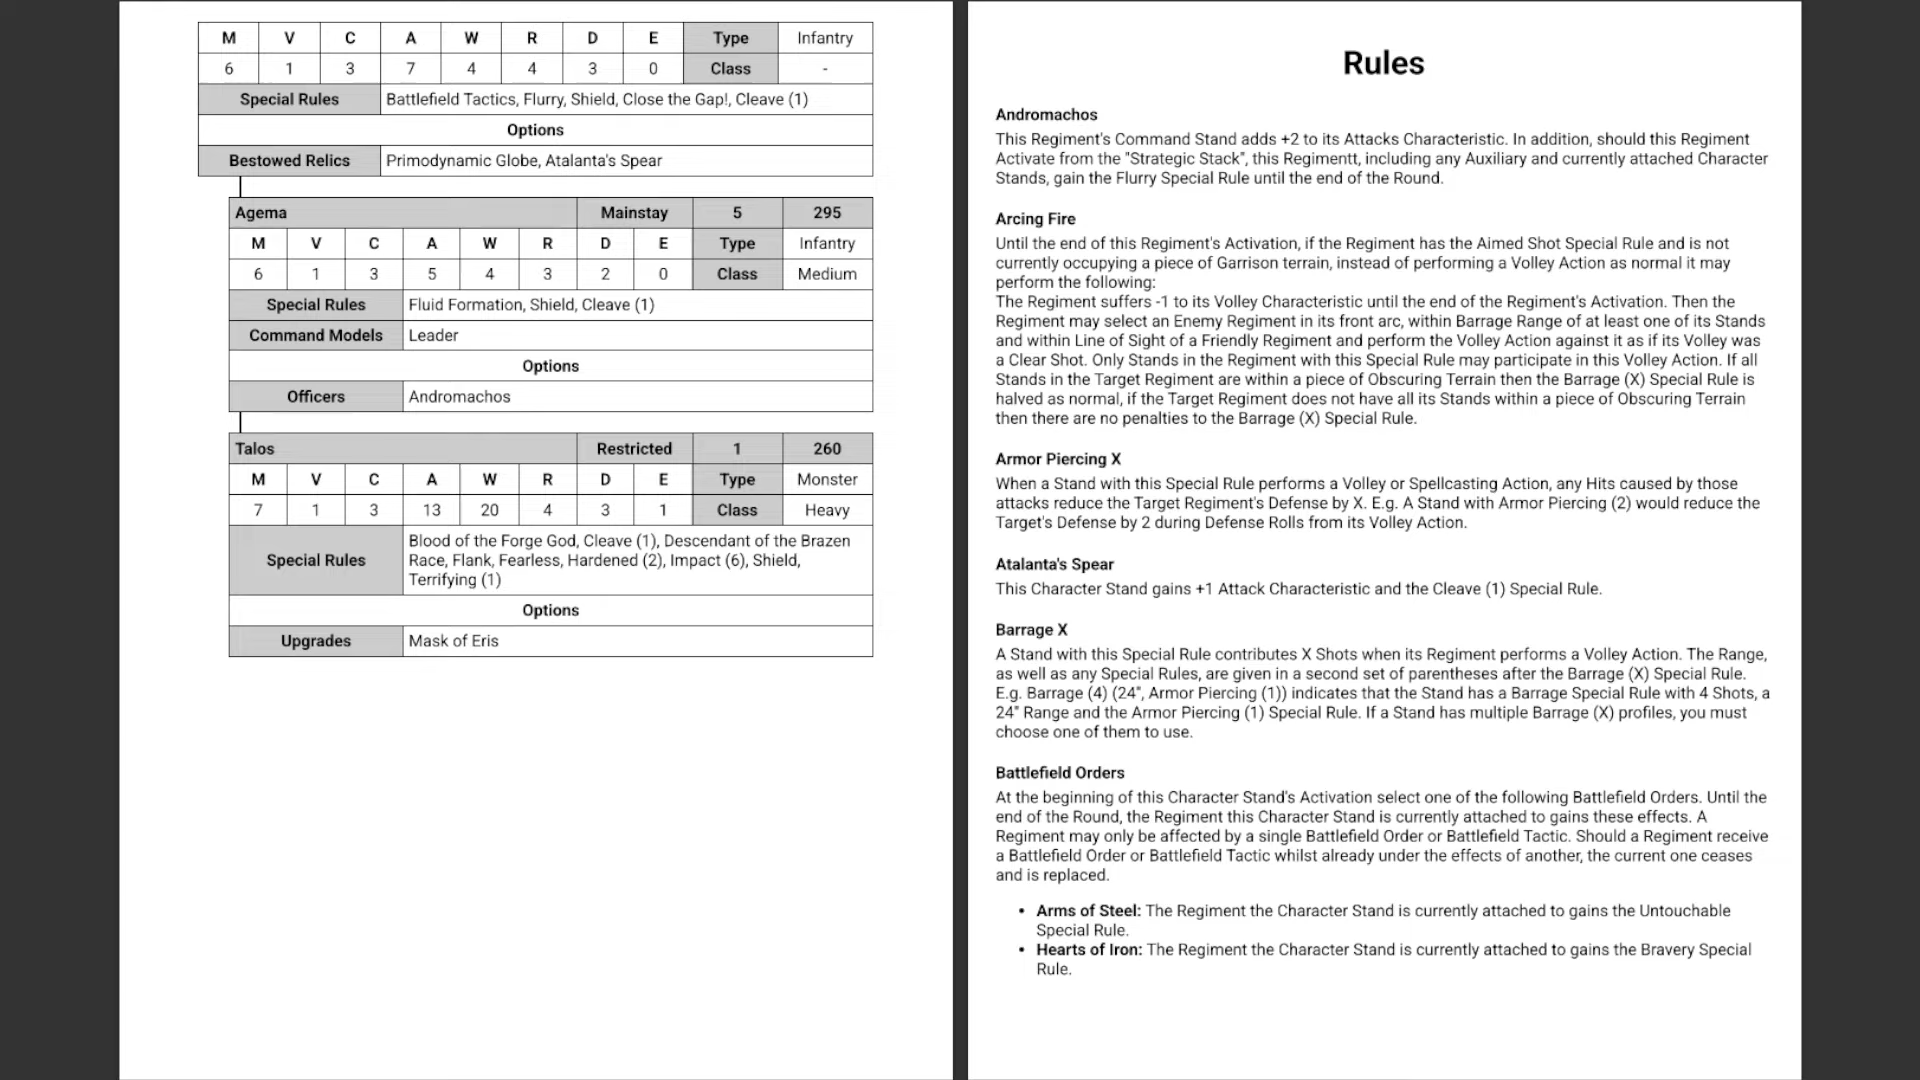 M V C A W R D E Type Infantry
6 1 3 7 4 4 3 0 Class -
Special Rules Battlefield Tactics, Flurry, Shield, Close the Gap!, Cleave (1)
Options
Bestowed Relics Primodynamic Globe, Atalanta's Spear
Agema Mainstay 5 295
M V C A W R D E Type Infantry
6 1 3 5 4 3 2 0 Class Medium
Special Rules Fluid Formation, Shield, Cleave (1)
Command Models Leader
Options
Officers Andromachos
Talos Restricted 1 260
M V C A W R D E Type Monster
7 1 3 13 20 4 3 1 Class Heavy
Special Rules Blood of the Forge God, Cleave (1), Descendant of the Brazen
Race, Flank, Fearless, Hardened (2), Impact (6), Shield,
Terrifying (1)
Options
Upgrades Mask of Eris
Rules
Andromachos
This Regiment's Command Stand adds +2 to its Attacks Characteristic. In addition, should this Regiment
Activate from the "Strategic Stack", this Regimentt, including any Auxiliary and currently attached Character
Stands, gain the Flurry Special Rule until the end of the Round.
Arcing Fire
Until the end of this Regiment's Activation, if the Regiment has the Aimed Shot Special Rule and is not
currently occupying a piece of Garrison terrain, instead of performing a Volley Action as normal it may
perform the following:
The Regiment suffers -1 to its Volley Characteristic until the end of the Regiment's Activation. Then the
Regiment may select an Enemy Regiment in its front arc, within Barrage Range of at least one of its Stands
and within Line of Sight of a Friendly Regiment and perform the Volley Action against it as if its Volley was
a Clear Shot. Only Stands in the Regiment with this Special Rule may participate in this Volley Action. If all
Stands in the Target Regiment are within a piece of Obscuring Terrain then the Barrage (X) Special Rule is
halved as normal, if the Target Regiment does not have all its Stands within a piece of Obscuring Terrain
then there are no penalties to the Barrage (X) Special Rule.
Armor Piercing X
When a Stand with this Special Rule performs a Volley or Spellcasting Action, any Hits caused by those
attacks reduce the Target Regiment's Defense by X. E.g. A Stand with Armor Piercing (2) would reduce the
Target's Defense by 2 during Defense Rolls from its Volley Action.
Atalanta's Spear
This Character Stand gains +1 Attack Characteristic and the Cleave (1) Special Rule.
Barrage X
A Stand with this Special Rule contributes X Shots when its Regiment performs a Volley Action. The Range,
as well as any Special Rules, are given in a second set of parentheses after the Barrage (X) Special Rule.
E.g. Barrage (4) (24", Armor Piercing (1)) indicates that the Stand has a Barrage Special Rule with 4 Shots, a
24" Range and the Armor Piercing (1) Special Rule. If a Stand has multiple Barrage (X) profiles, you must
choose one of them to use.
Battlefield Orders
At the beginning of this Character Stand's Activation select one of the following Battlefield Orders. Until the
end of the Round, the Regiment this Character Stand is currently attached to gains these effects. A
Regiment may only be affected by a single Battlefield Order or Battlefield Tactic. Should a Regiment receive
a Battlefield Order or Battlefield Tactic whilst already under the effects of another, the current one ceases
and is replaced.
• Arms of Steel: The Regiment the Character Stand is currently attached to gains the Untouchable
Special Rule.
• Hearts of Iron: The Regiment the Character Stand is currently attached to gains the Bravery Special
Rule.